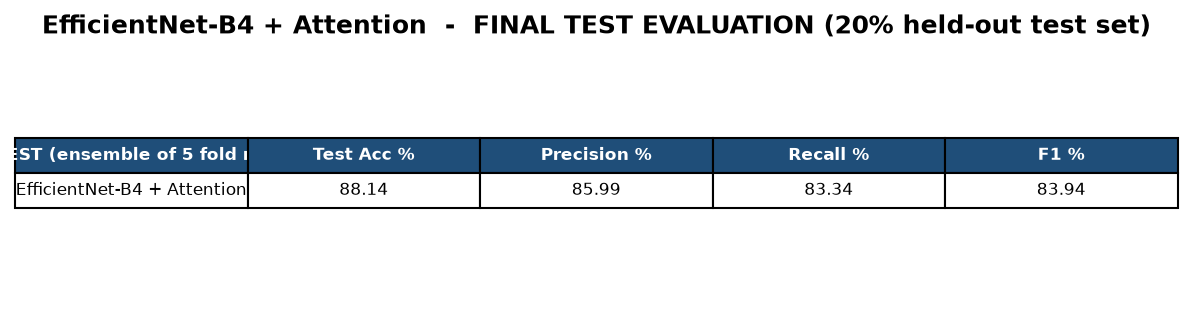 EfficientNet-B4 + Attention - FINAL TEST EVALUATION (20% held-out test set)
EST (ensemble of 5 fold Test Acc % Precision % Recall % F1 %
EfficientNet-B4 + Attention 88.14 85.99 83.34 83.94